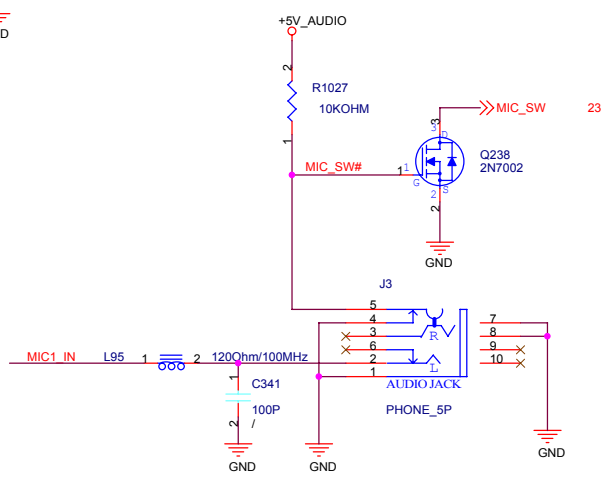 D
+5V_AUDIO
2
R1027
10KOHM
1
MIC_SW 23
3
3 D
MIC_SW# 1 1
Q238
2N7002
G
S
2
2
GND
J3
5
4
3 R
6
2 L
1
7
8
9
10
MIC1_IN L95 1 2 120Ohm/100MHz
AUDIO JACK
1
C341
100P
/
2
PHONE_5P
GND
GND
GND